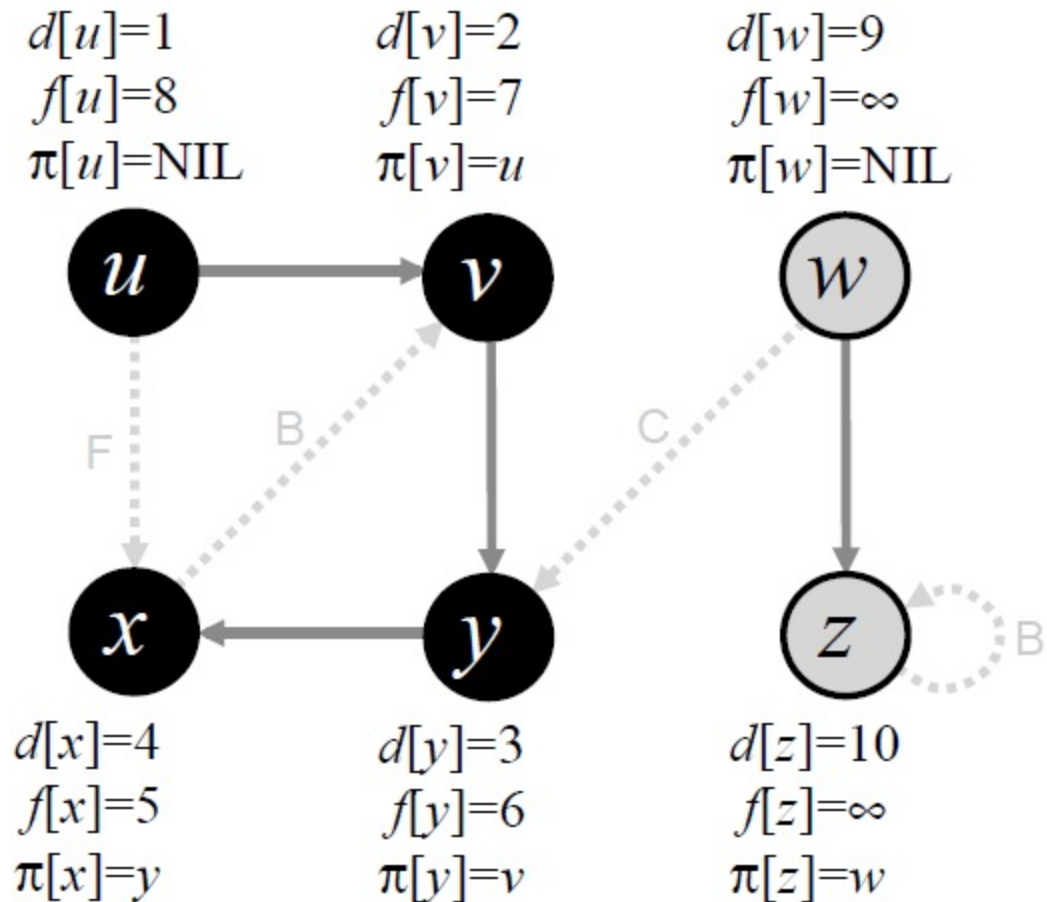 d[u]=1
f[u]=8
π[u]=NIL
d[v]=2
f[v]=7
π[v]=u
d[w]=9
f[w]=∞
π[w]=NIL
u
v
w
F
B
C
x
y
z
B
d[x]=4
f[x]=5
π[x]=y
d[y]=3
f[y]=6
π[y]=v
d[z]=10
f[z]=∞
π[z]=w